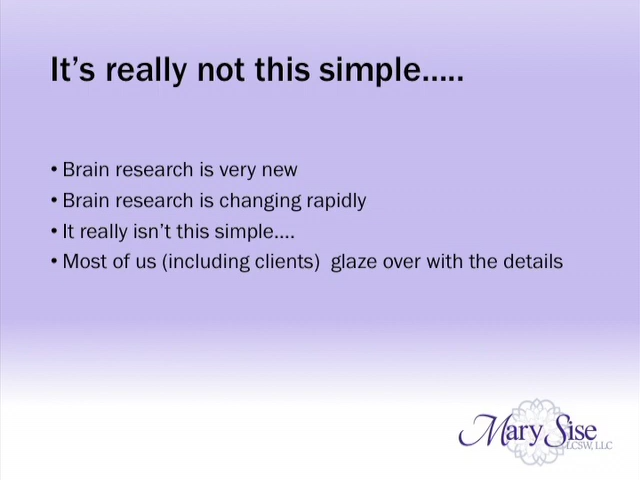 It's really not this simple.....
• Brain research is very new
• Brain research is changing rapidly
• It really isn't this simple....
• Most of us (including clients)  glaze over with the details
Mary Sise
LCSW, LLC